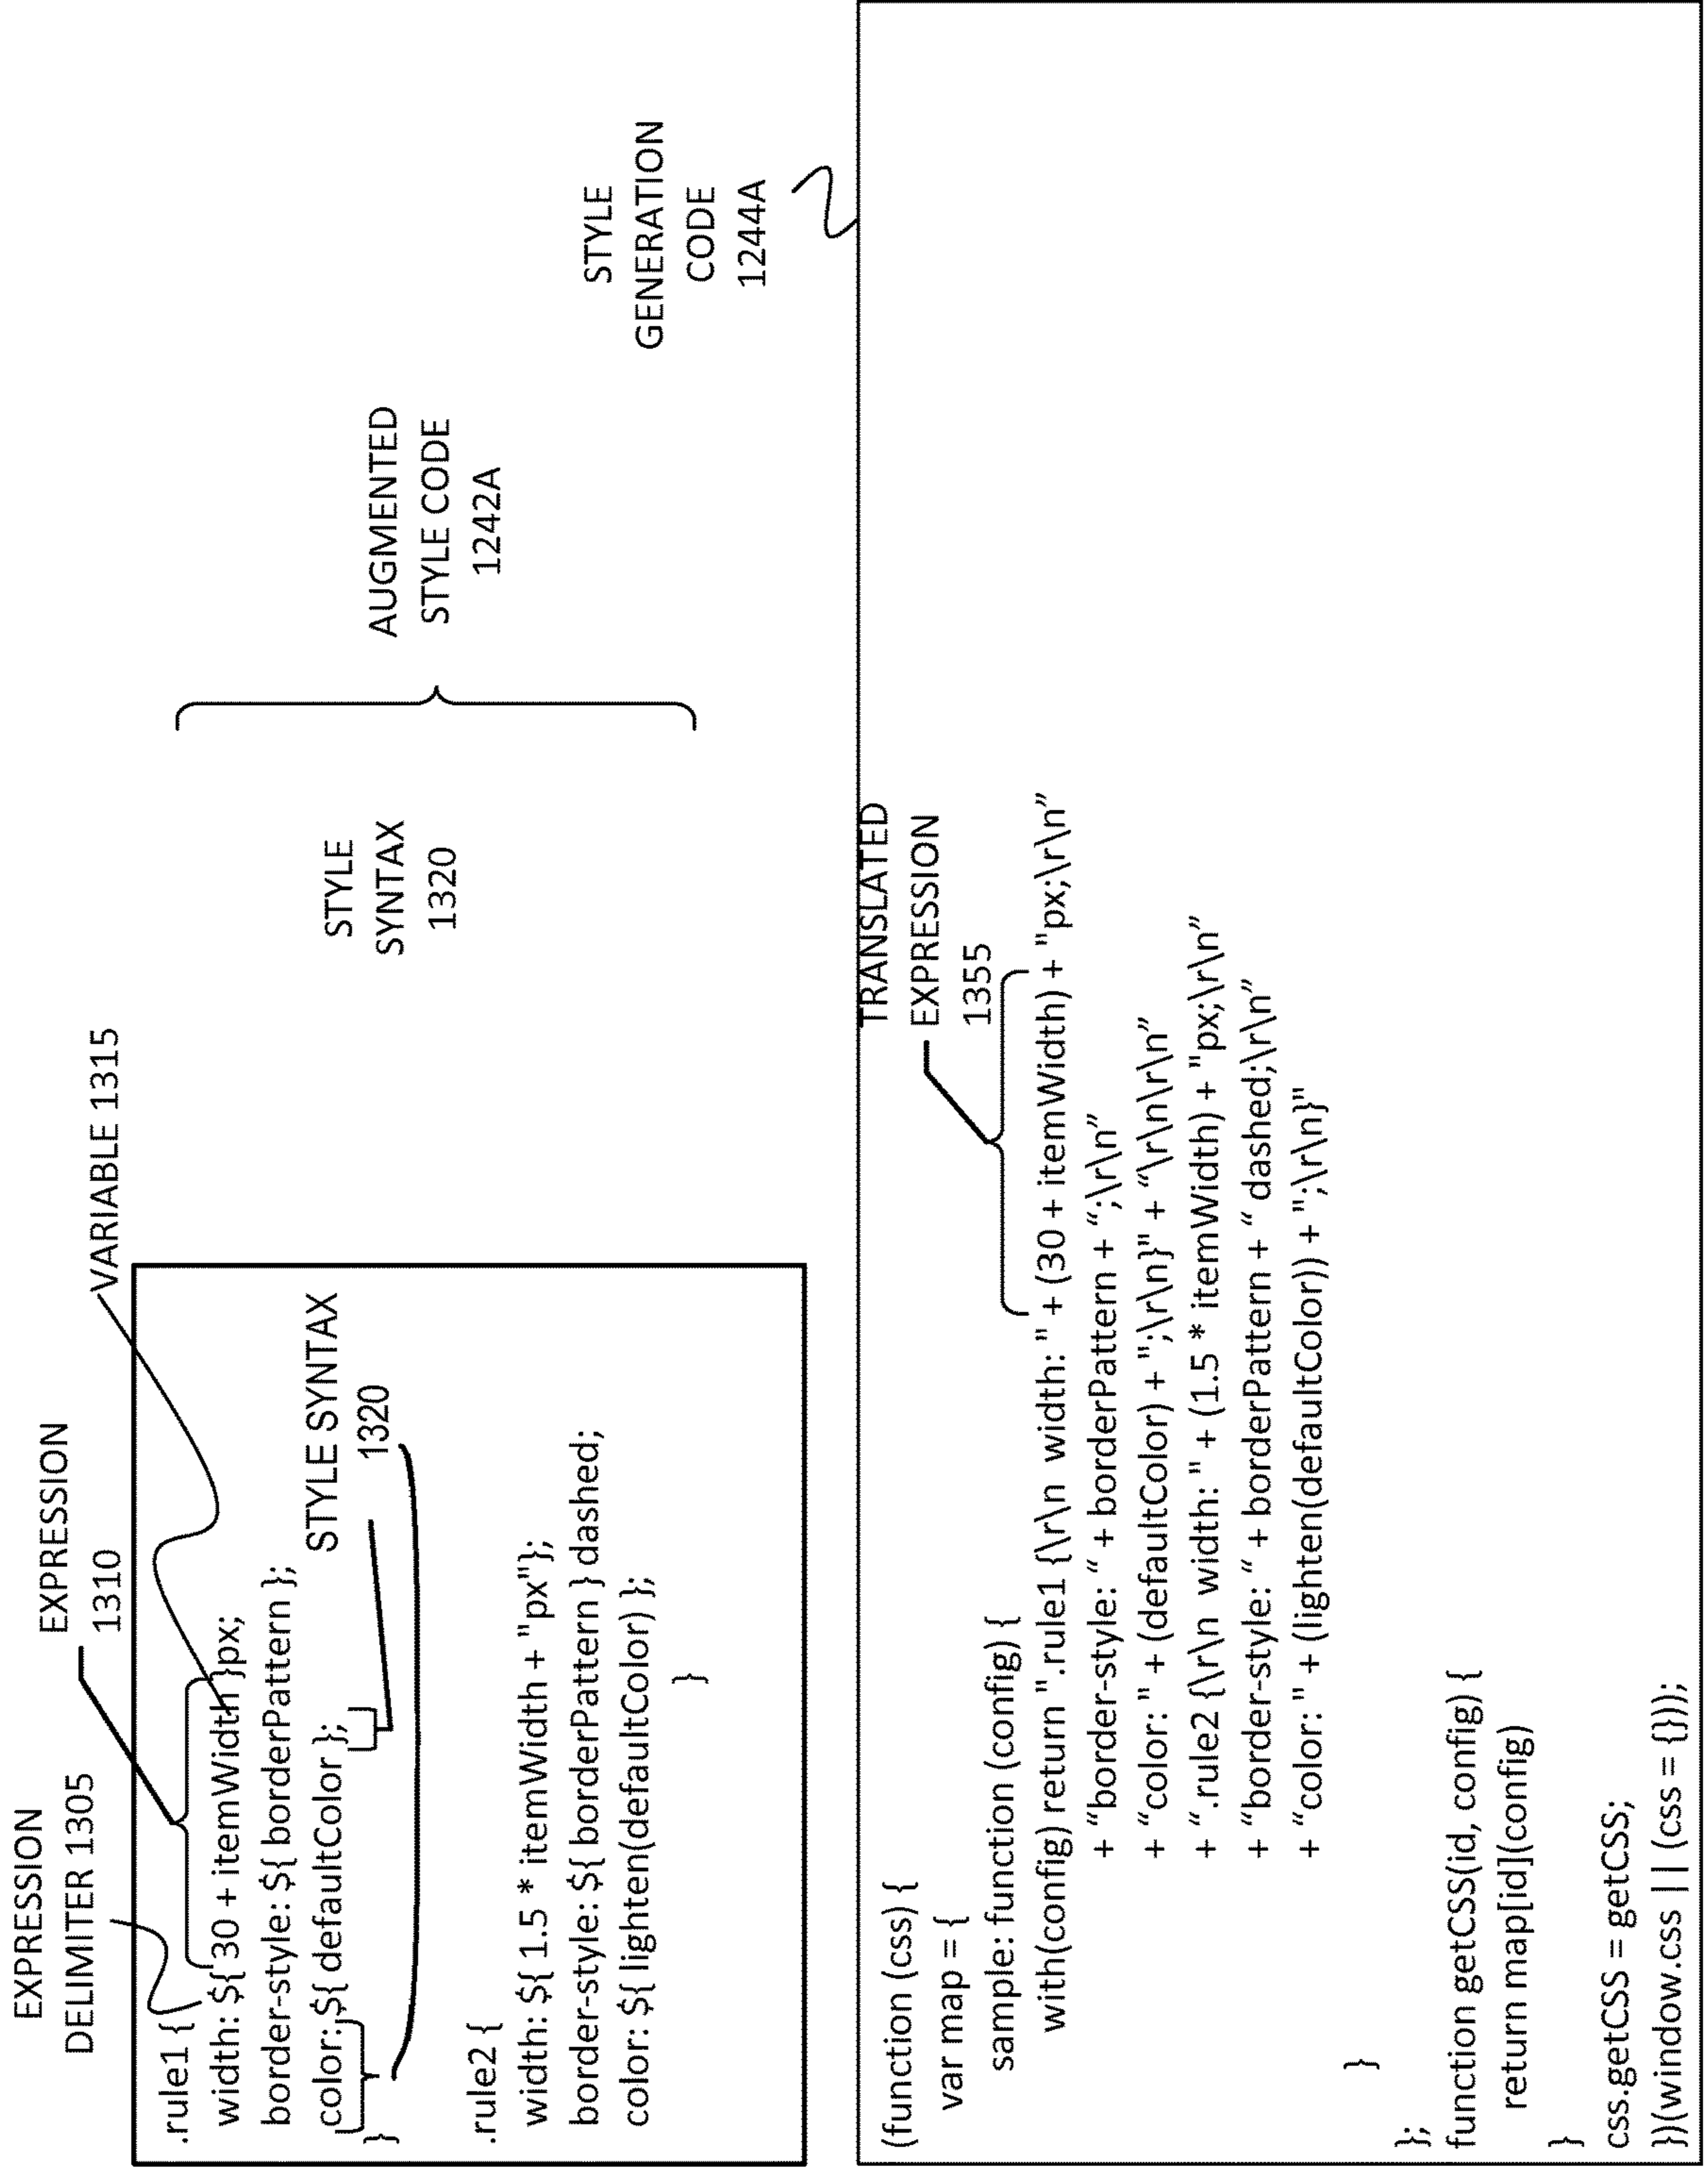 EXPRESSION
DELIMITER 1305
EXPRESSION
1310
VARIABLE 1315
.rule1 {
width: ${ 30 + itemWidth }px;
border-style: ${ borderPattern };
color: ${ defaultColor };
}
STYLE SYNTAX
1320
.rule2 {
width: ${ 1.5 * itemWidth + "px"};
border-style: ${ borderPattern } dashed;
color: ${ lighten(defaultColor) };
}
STYLE
SYNTAX
1320
AUGMENTED
STYLE CODE
1242A
STYLE
GENERATION
CODE
1244A
TRANSLATED
EXPRESSION
1355
(function (css) {
var map = {
sample: function (config) {
with(config) return ".rule1 {\r\n  width: " + (30 + itemWidth) + "px;\r\n”
+ “border-style: “ + borderPattern + “;\r\n”
+ “color: " + (defaultColor) + ";\r\n}" + “\r\n\r\n”
+ “.rule2 {\r\n  width: " + (1.5 * itemWidth) + "px;\r\n”
+ “border-style: “ + borderPattern + “ dashed;\r\n”
+ “color: " + (lighten(defaultColor)) + ";\r\n}"
}
};
function getCSS(id, config) {
return map[id](config)
}
css.getCSS = getCSS;
})(window.css || (css = {}));